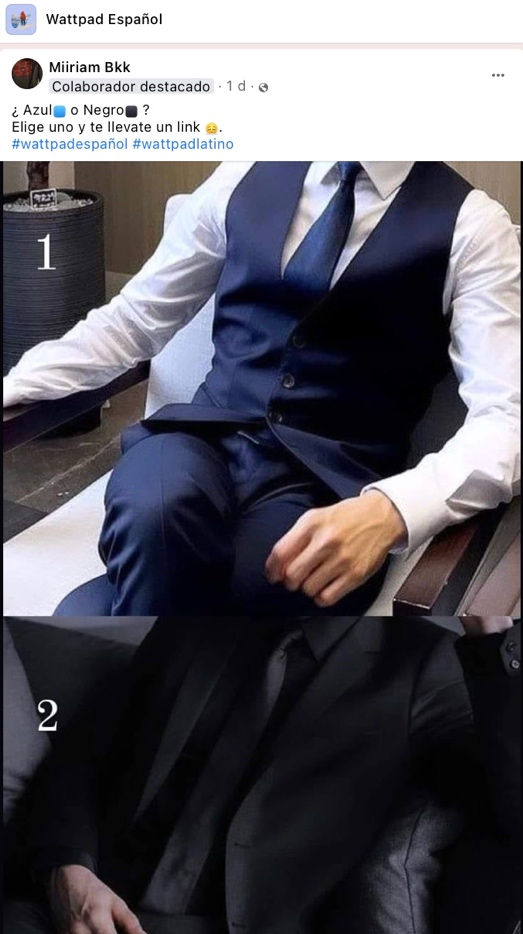 Wattpad Español
Miiriam Bkk
Colaborador destacado · 1 d ·
¿ Azul🟦 o Negro⬛ ?
Elige uno y te llevate un link 😑.
#wattpadespañol #wattpadlatino
1
2